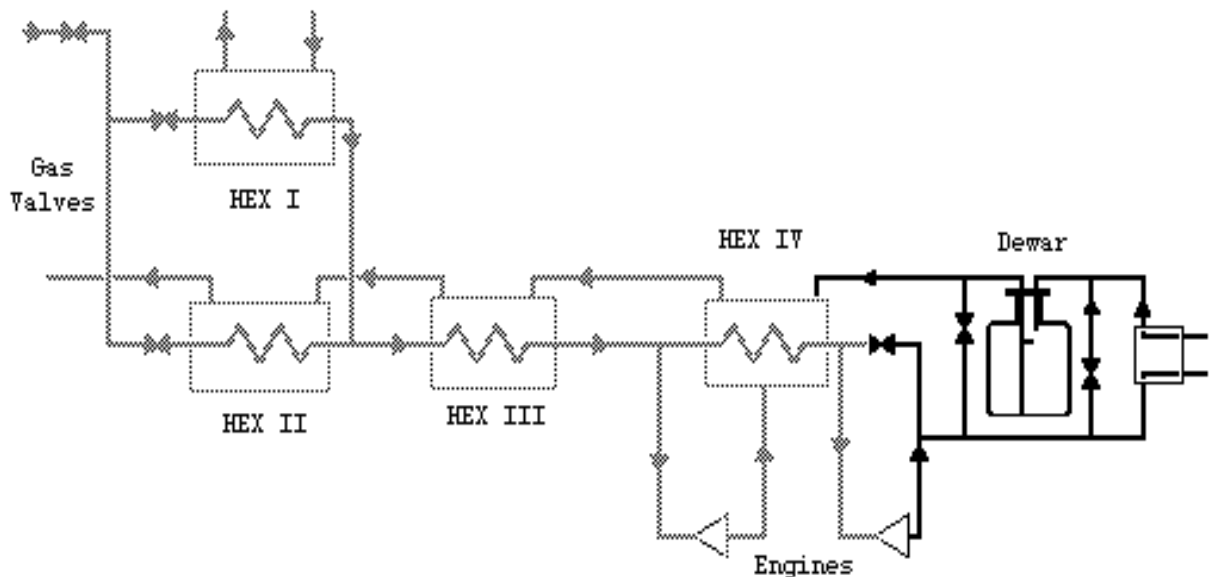 Gas
Valves
HEX I
HEX IV
Dewar
HEX II
HEX III
Engines